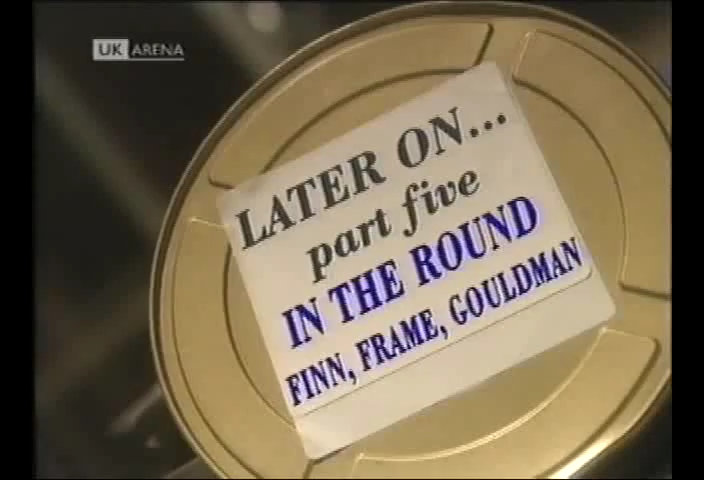 UK ARENA
LATER ON...
part five
IN THE ROUND
FINN, FRAME, GOULDMAN